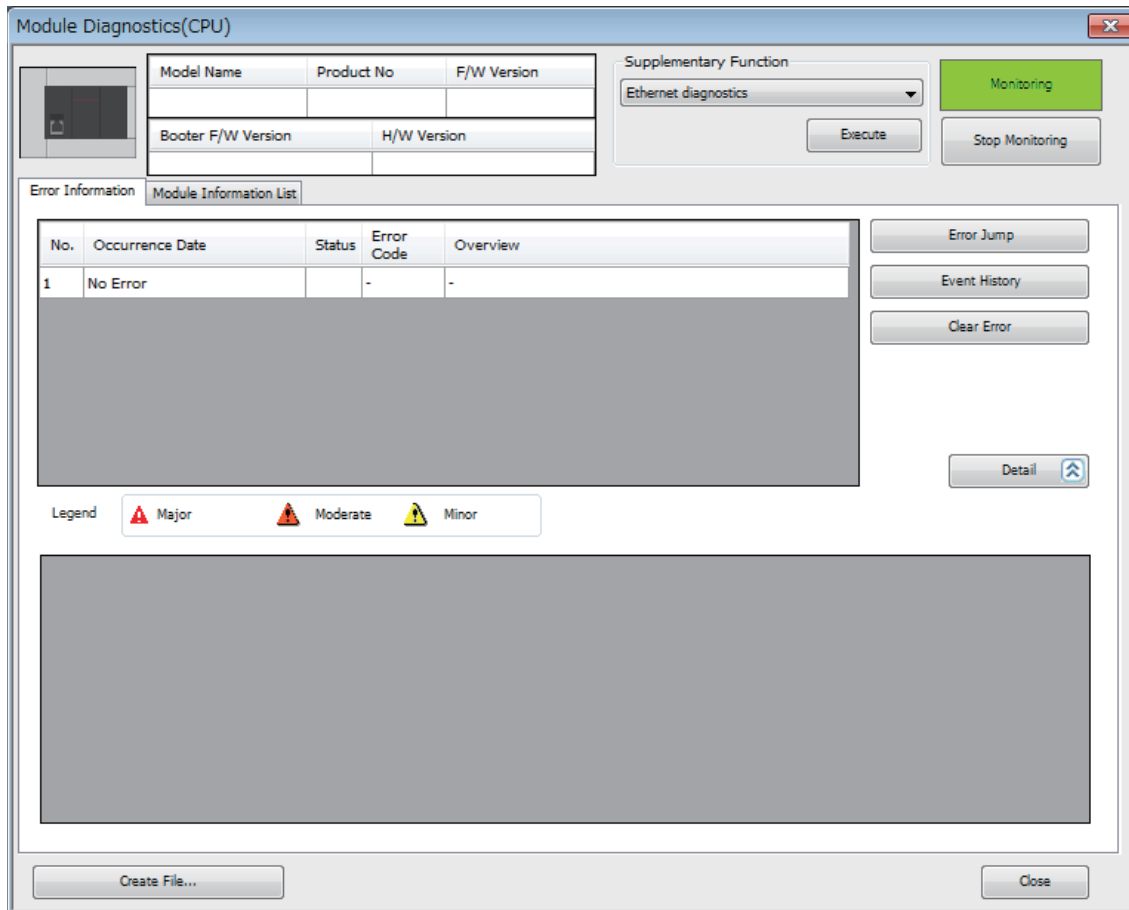 Module Diagnostics(CPU)
Model Name Product No F/W Version
Booter F/W Version H/W Version
Supplementary Function
Ethernet diagnostics
Execute
Monitoring
Stop Monitoring
Error Information Module Information List
No. Occurrence Date Status Error Code Overview
1 No Error - -
Error Jump
Event History
Clear Error
Detail
Legend Major Moderate Minor
Create File... Close